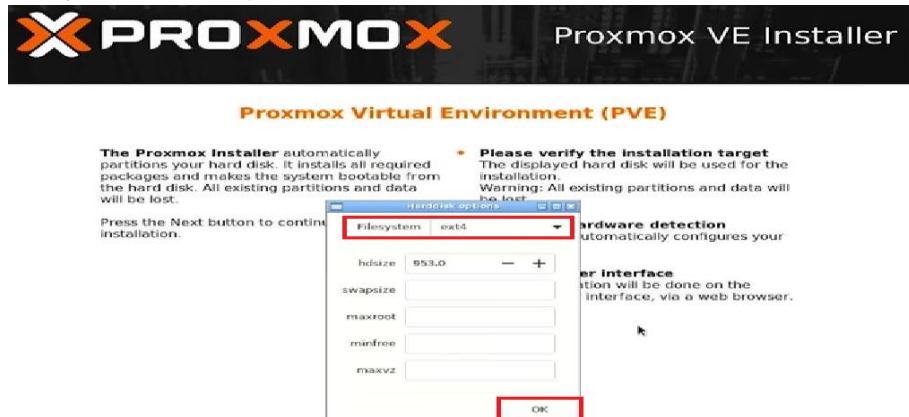 PROXMOX
Proxmox VE Installer
Proxmox Virtual Environment (PVE)
The Proxmox Installer automatically
partitions your hard disk. It installs all required
packages and makes the system bootable from
the hard disk. All existing partitions and data
will be lost.
Press the Next button to continu
installation.
Please verify the installation target
The displayed hard disk will be used for the
installation.
Warning: All existing partitions and data will
be lost
ardware detection
utomatically configures your
er interface
ation will be done on the
interface, via a web browser.
Harddisk options
Filesystem ext4
hdsize 953.0 − +
swapsize
maxroot
minfree
maxvz
OK